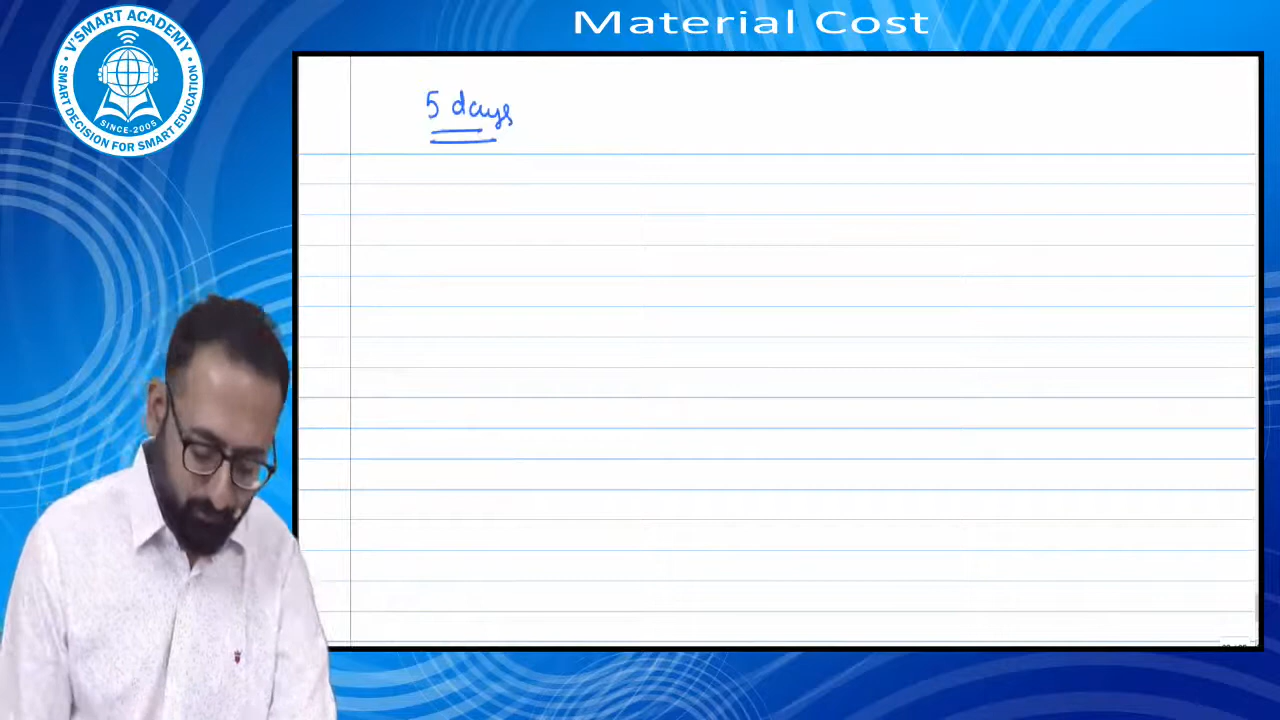 Material Cost
V'SMART ACADEMY
SINCE-2005
SMART DECISION FOR SMART EDUCATION
5 days